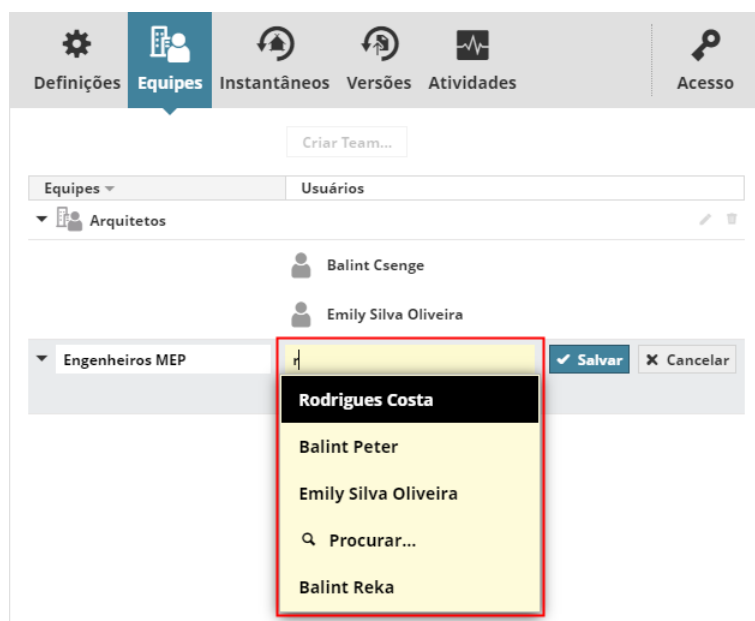 Definições Equipes Instantâneos Versões Atividades Acesso
Criar Team...
Equipes Usuários
Arquitetos
Balint Csenge
Emily Silva Oliveira
Engenheiros MEP r Salvar Cancelar
Rodrigues Costa
Balint Peter
Emily Silva Oliveira
Procurar...
Balint Reka